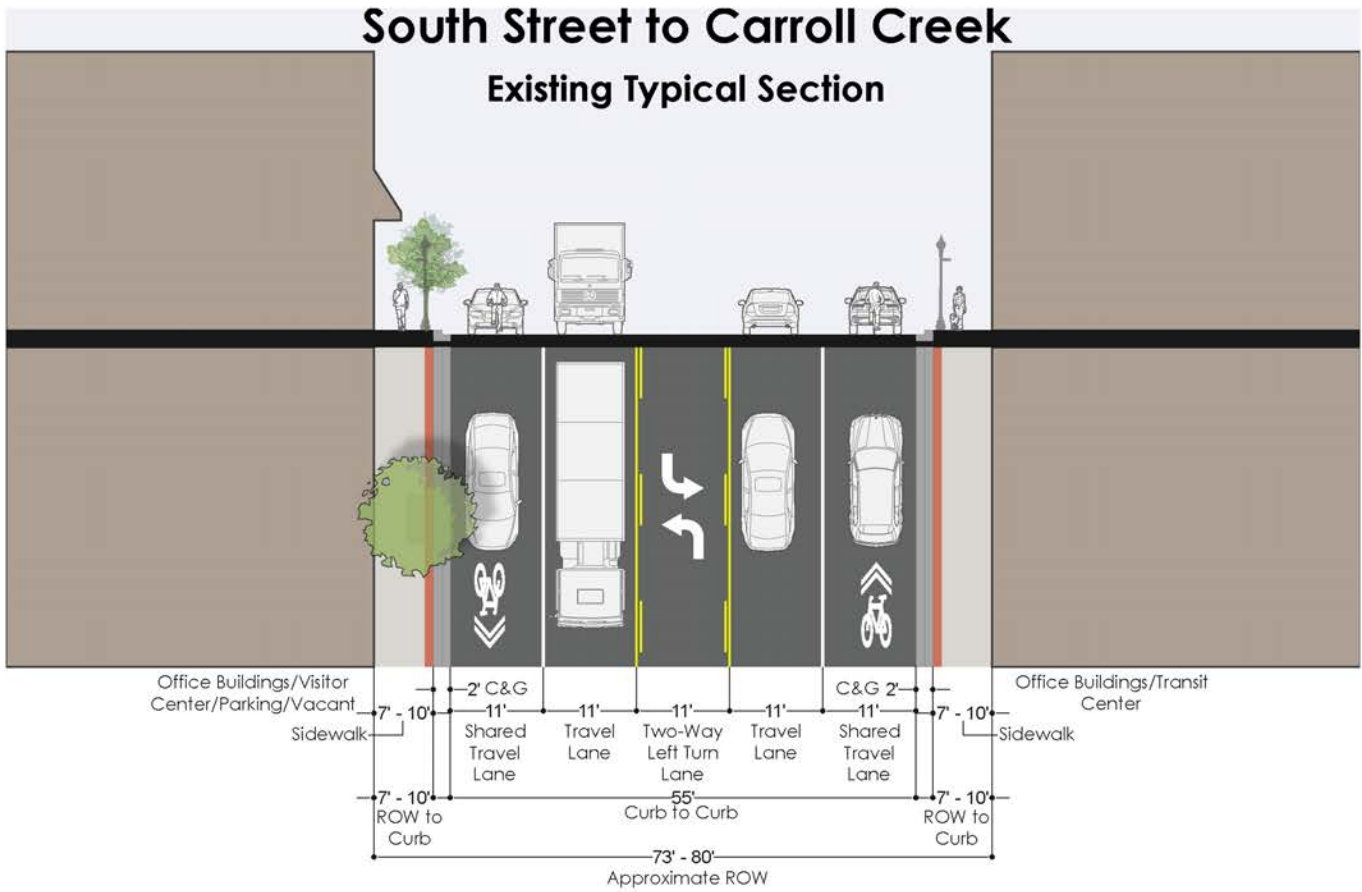 South Street to Carroll Creek
Existing Typical Section
Office Buildings/Visitor
Center/Parking/Vacant
2' C&G
C&G 2'
Office Buildings/Transit
Center
7' - 10'
Sidewalk
11'
Shared
Travel
Lane
11'
Travel
Lane
11'
Two-Way
Left Turn
Lane
11'
Travel
Lane
11'
Shared
Travel
Lane
7' - 10'
Sidewalk
7' - 10'
ROW to
Curb
55'
Curb to Curb
7' - 10'
ROW to
Curb
73' - 80'
Approximate ROW